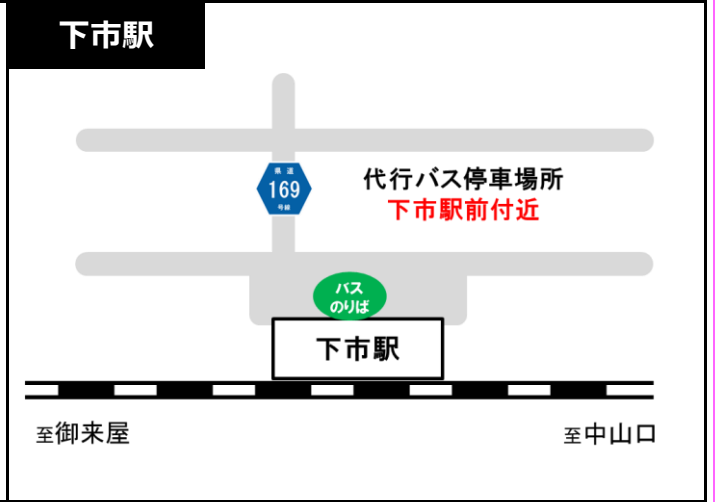 下市駅
県道
169
号線
代行バス停車場所
下市駅前付近
バス
のりば
下市駅
至御来屋
至中山口